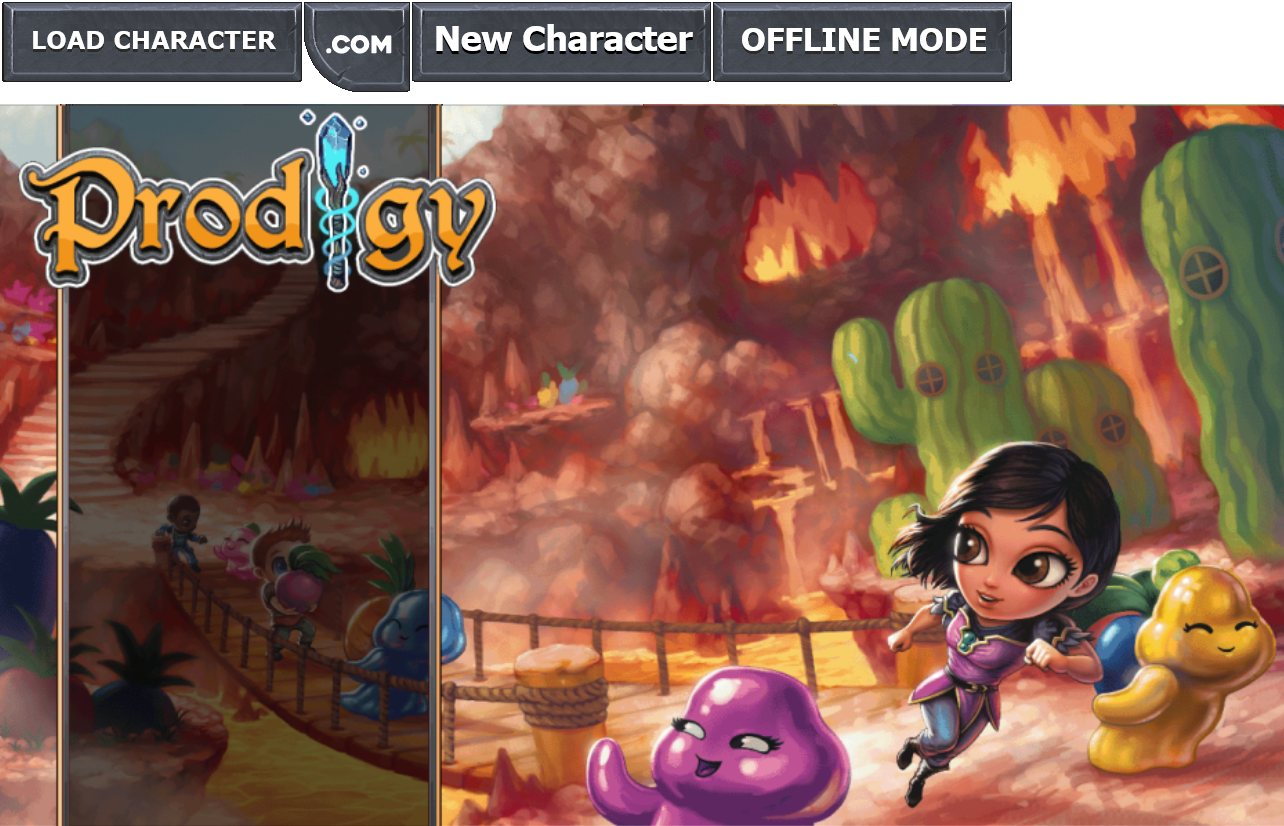 LOAD CHARACTER
.COM
New Character
OFFLINE MODE
Prodigy